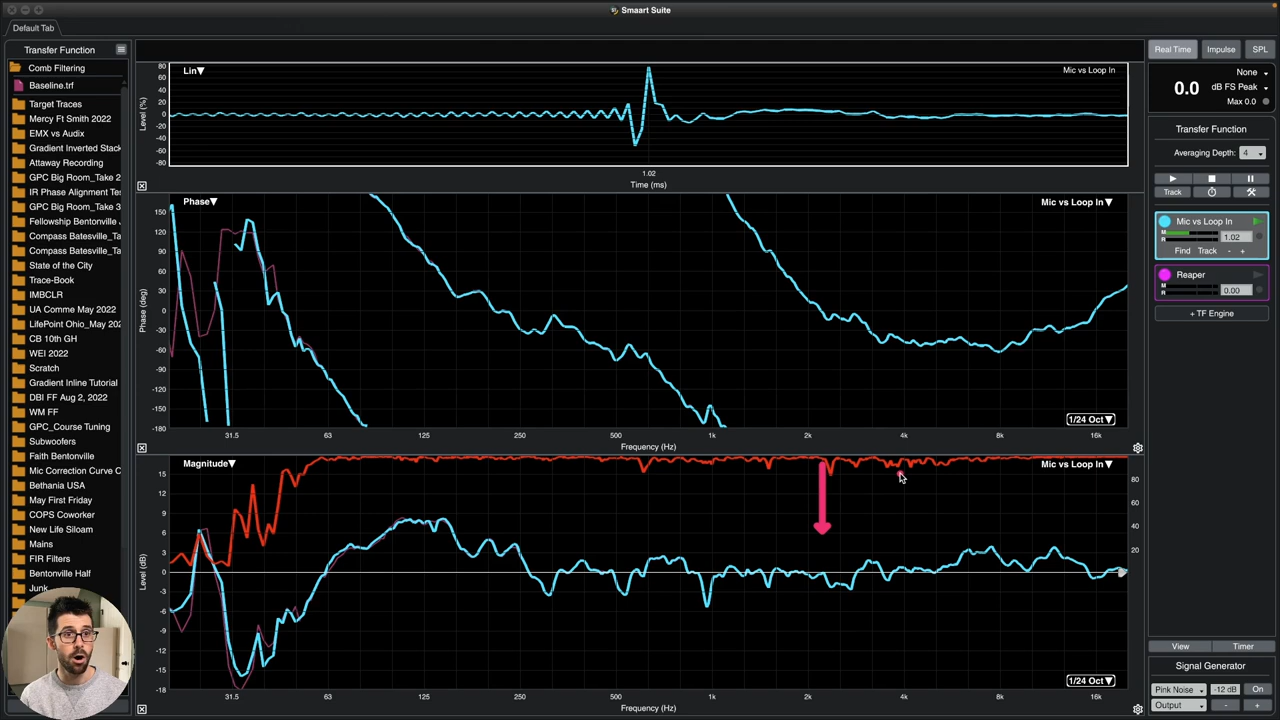 Smaart Suite
Default Tab
Transfer Function
Comb Filtering
Baseline.trf
Target Traces
Mercy Ft Smith 2022
EMX vs Audix
Gradient Inverted Stack
Attaway Recording
GPC Big Room_Take 2
IR Phase Alignment Tes
GPC Big Room_Take 3
Fellowship Bentonville
Compass Batesville_Ta
Compass Batesville_Ta
State of the City
Trace-Book
IMBCLR
UA Comme May 2022
LifePoint Ohio_May 202
CB 10th GH
WEI 2022
Scratch
Gradient Inline Tutorial
DBI FF Aug 2, 2022
WM FF
GPC_Course Tuning
Subwoofers
Faith Bentonville
Mic Correction Curve C
Bethania USA
May First Friday
COPS Coworker
New Life Siloam
Mains
FIR Filters
Bentonville Half
Junk
Lin▼
Mic vs Loop In
Level (%)
80
60
40
20
0
-20
-40
-60
-80
1.02
Time (ms)
Phase▼
Mic vs Loop In▼
Phase (deg)
150
120
90
60
30
0
-30
-60
-90
-120
-150
-180
1/24 Oct▼
31.5 63 125 250 500 1k 2k 4k 8k 16k
Frequency (Hz)
Magnitude▼
Mic vs Loop In▼
Level (dB)
15
12
9
6
3
0
-3
-6
-9
-12
-15
-18
80
60
40
20
1/24 Oct▼
31.5 63 125 250 500 1k 2k 4k 8k 16k
Frequency (Hz)
Real Time Impulse SPL
None
0.0 dB FS Peak
Max 0.0
Transfer Function
Averaging Depth: 4
Track
Mic vs Loop In
M
R 1.02
Find Track - +
Reaper
M
R 0.00
+ TF Engine
View Timer
Signal Generator
Pink Noise -12 dB On
Output - +